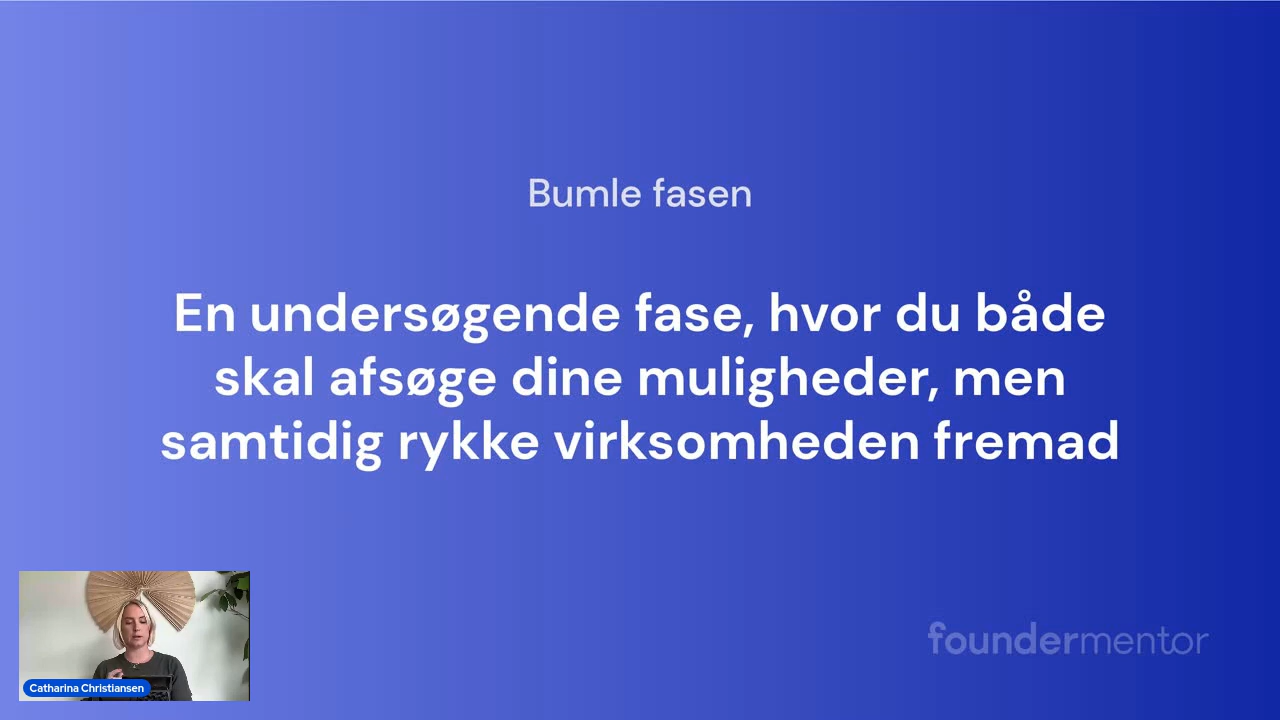 Bumle fasen
En undersøgende fase, hvor du både
skal afsøge dine muligheder, men
samtidig rykke virksomheden fremad
foundermentor
Catharina Christiansen